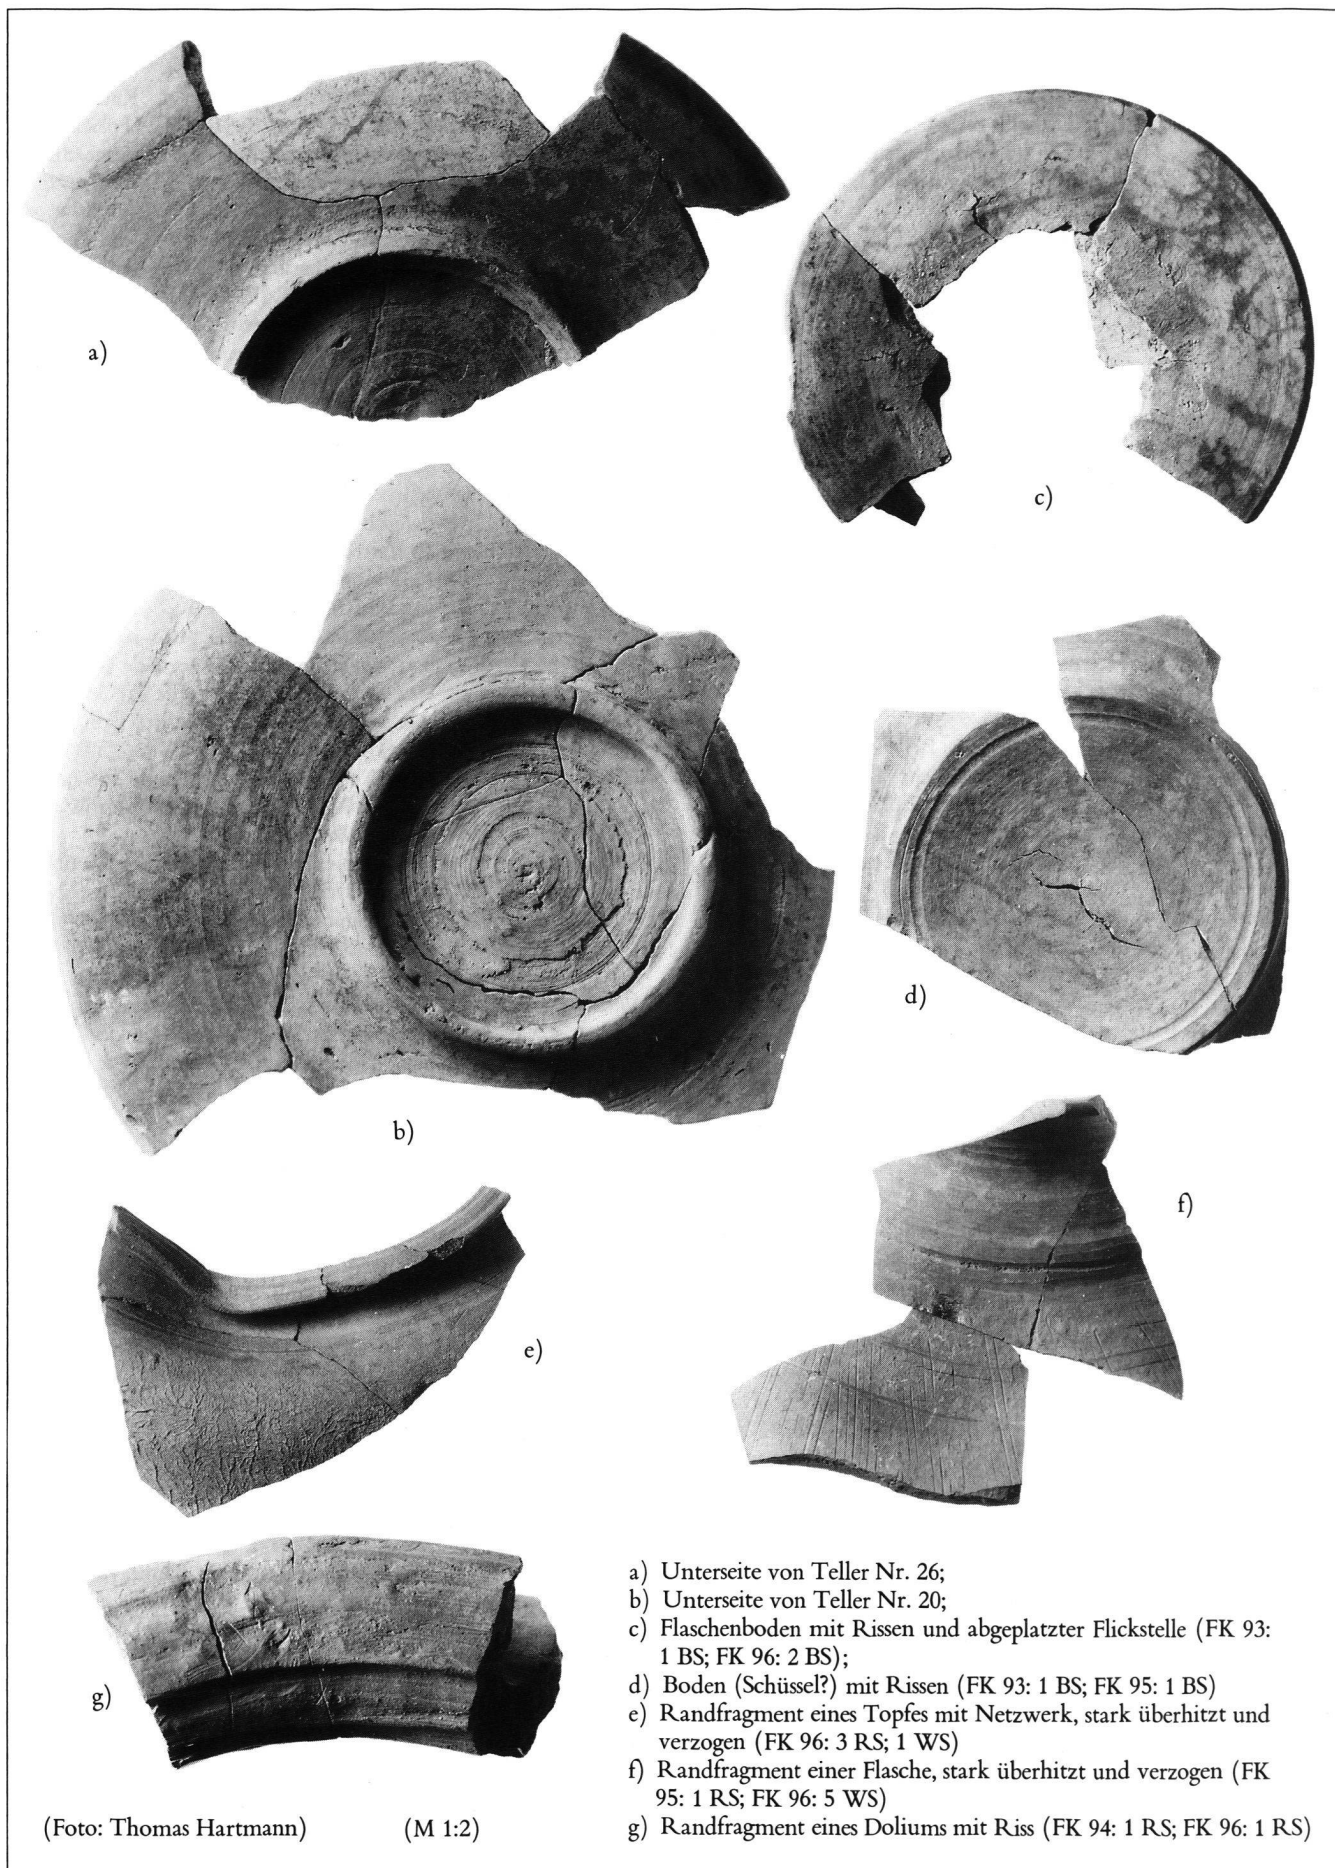 a)
c)
b)
d)
e)
f)
g)
a) Unterseite von Teller Nr. 26;
b) Unterseite von Teller Nr. 20;
c) Flaschenboden mit Rissen und abgeplatzter Flickstelle (FK 93:
1 BS; FK 96: 2 BS);
d) Boden (Schüssel?) mit Rissen (FK 93: 1 BS; FK 95: 1 BS)
e) Randfragment eines Topfes mit Netzwerk, stark überhitzt und
verzogen (FK 96: 3 RS; 1 WS)
f) Randfragment einer Flasche, stark überhitzt und verzogen (FK
95: 1 RS; FK 96: 5 WS)
g) Randfragment eines Doliums mit Riss (FK 94: 1 RS; FK 96: 1 RS)
(Foto: Thomas Hartmann) (M 1:2)